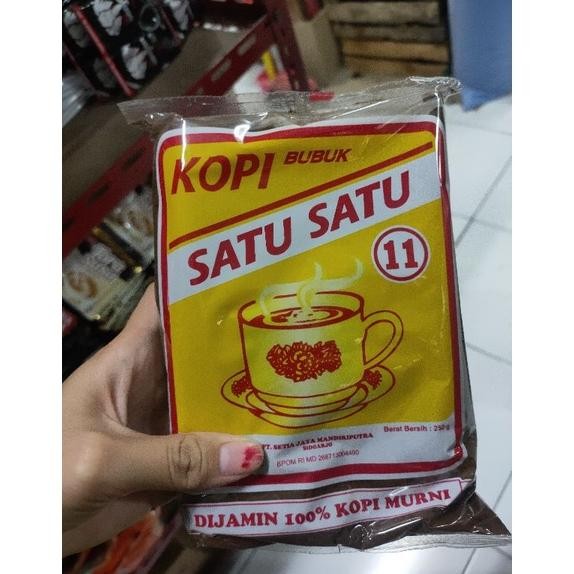 KOPI BUBUK
SATU SATU
11
PT. SETIA JAYA MANDIRIPUTRA
SIDOARJO
Berat Bersih : 250 g
BPOM RI MD 268713004490
DIJAMIN 100% KOPI MURNI